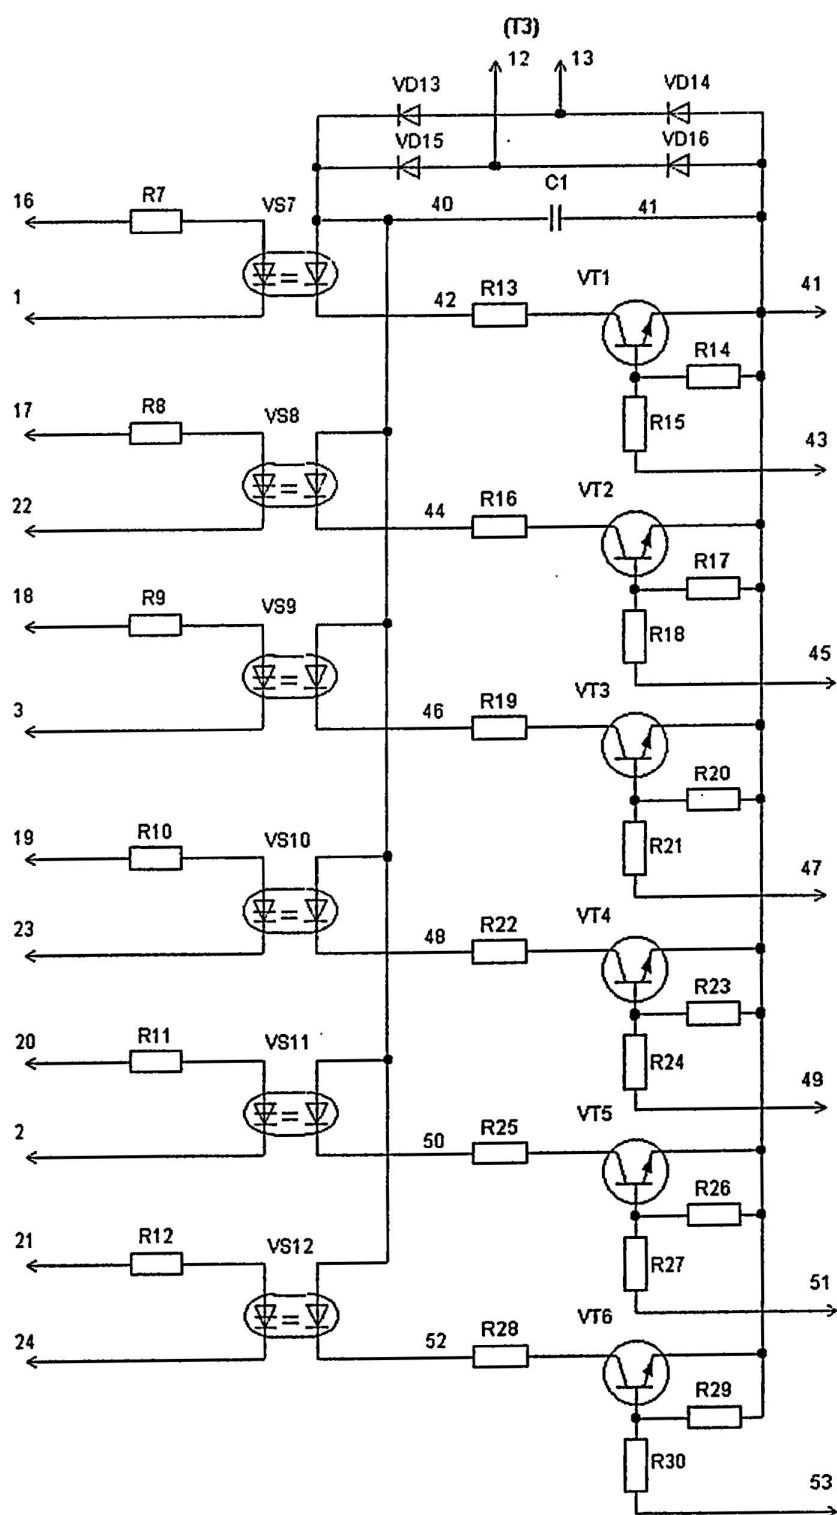 (T3)
12 13
VD13 VD14
VD15 VD16
C1
16 R7 VS7 40 41
1 42 R13 VT1 41
R14
R15
43
17 R8 VS8
22 44 R16 VT2
R17
R18
45
18 R9 VS9
3 46 R19 VT3
R20
R21
47
19 R10 VS10
23 48 R22 VT4
R23
R24
49
20 R11 VS11
2 50 R25 VT5
R26
R27
51
21 R12 VS12
24 52 R28 VT6
R29
R30
53